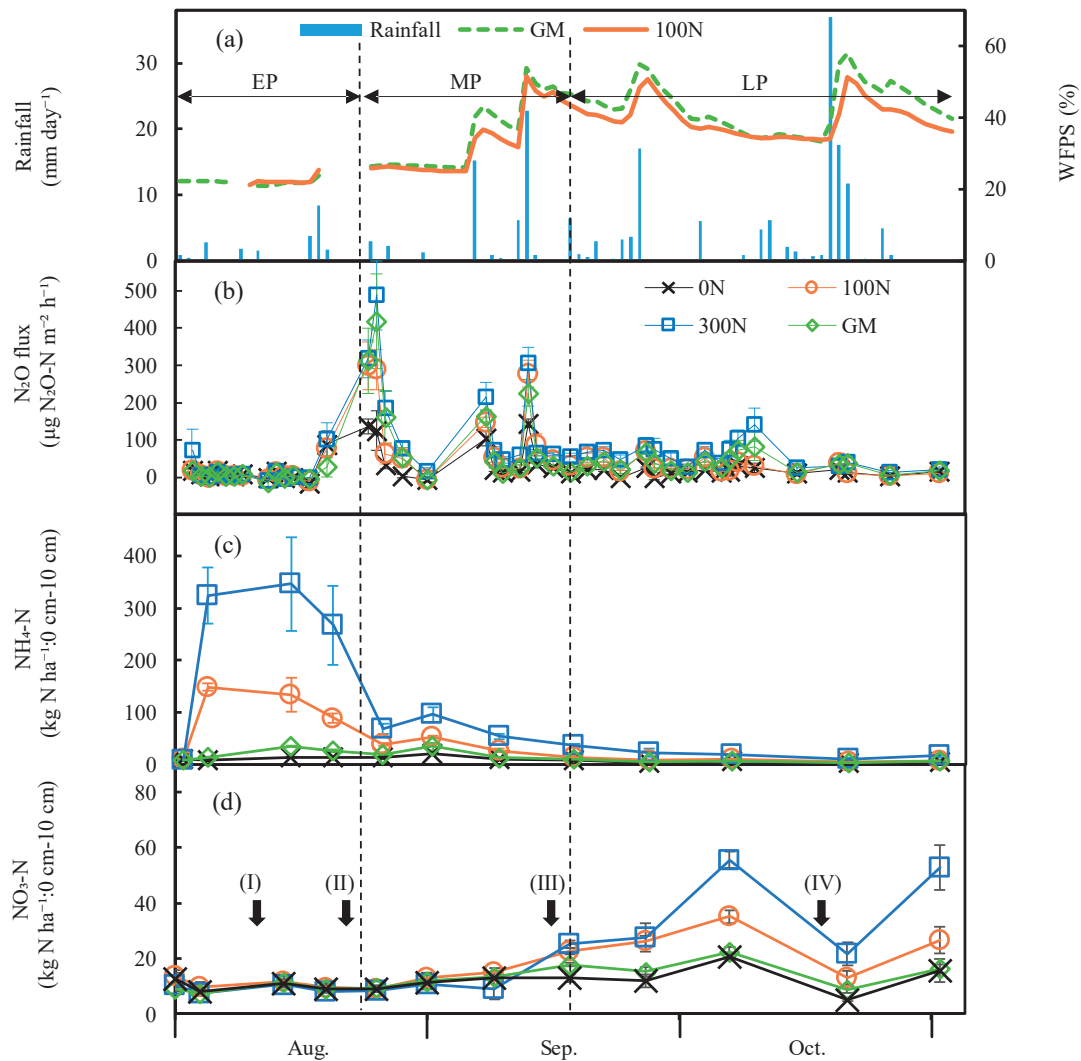 (a) Rainfall GM 100N
EP MP LP
Rainfall
(mm day⁻¹)
30
20
10
0
WFPS (%)
60
40
20
0
(b)
0N 100N
300N GM
N₂O flux
(µg N₂O-N m⁻² h⁻¹)
500
400
300
200
100
0
(c)
NH₄-N
(kg N ha⁻¹:0 cm-10 cm)
400
300
200
100
0
(d)
NO₃-N
(kg N ha⁻¹:0 cm-10 cm)
80
60
40
20
0
(I) (II) (III) (IV)
Aug. Sep. Oct.